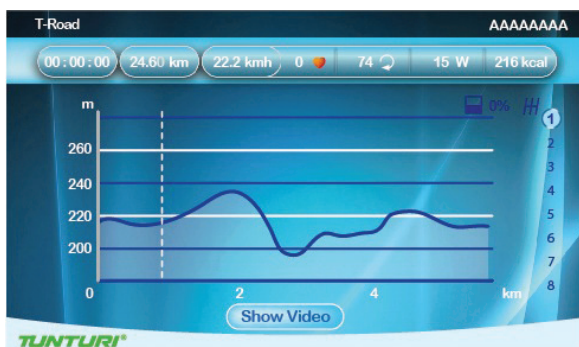 T-Road AAAAAAAA
00:00:00 24.60 km 22.2 kmh 0 74 15 W 216 kcal
m
0% 1
2
260 3
240 4
220 5
6
200 7
8
0 2 4 km
Show Video
TUNTURI®